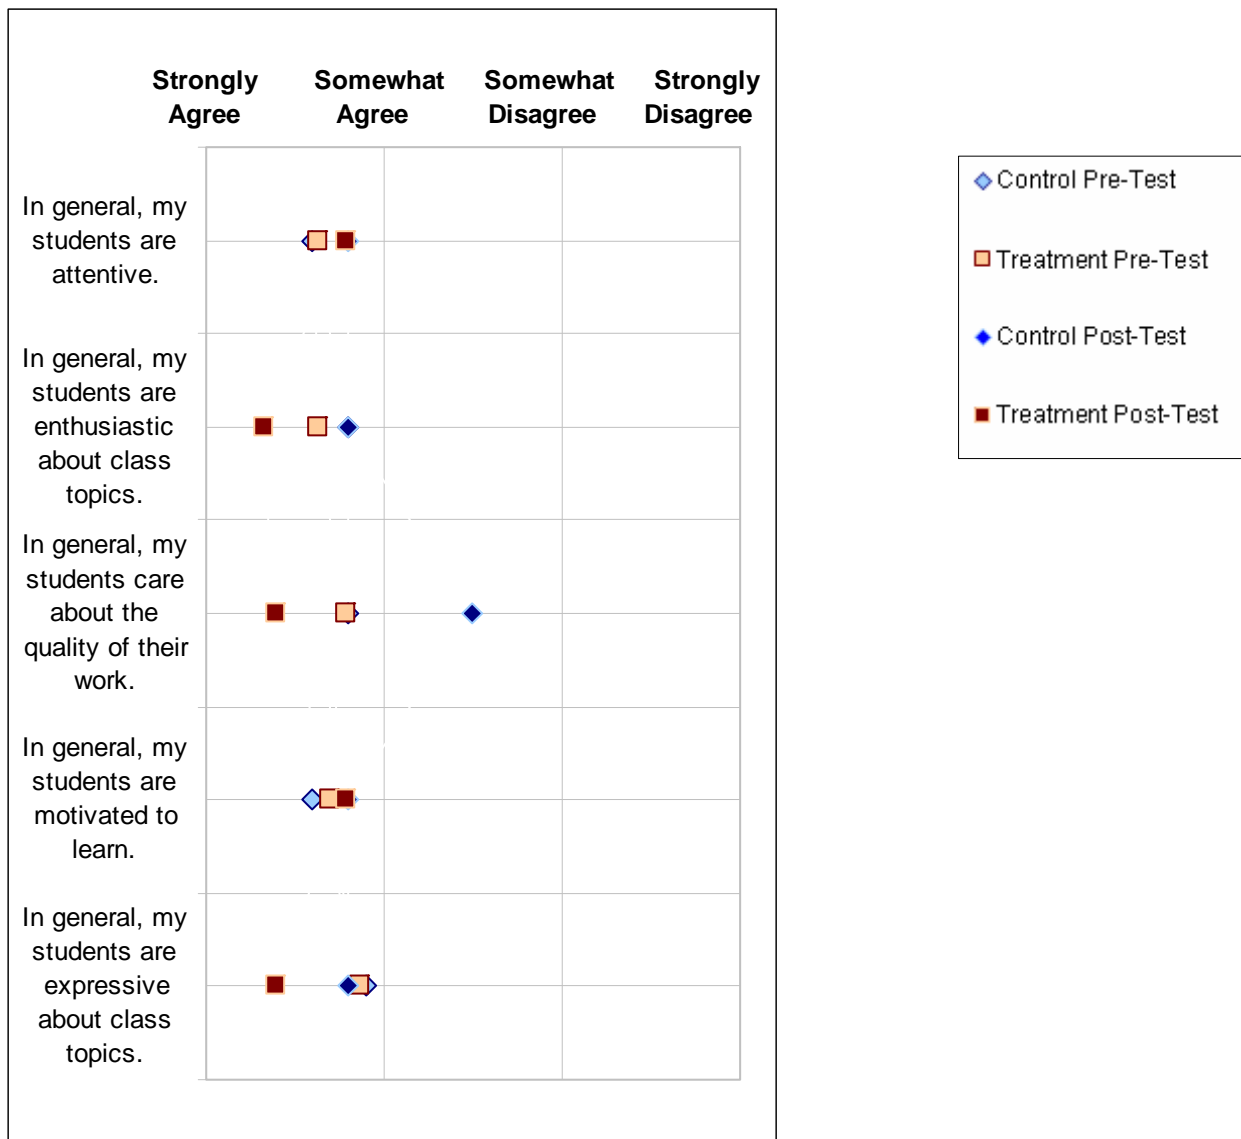 Strongly Agree
Somewhat Agree
Somewhat Disagree
Strongly Disagree
In general, my
students are
attentive.
In general, my
students are
enthusiastic
about class
topics.
In general, my
students care
about the
quality of their
work.
In general, my
students are
motivated to
learn.
In general, my
students are
expressive
about class
topics.
Control Pre-Test
Treatment Pre-Test
Control Post-Test
Treatment Post-Test